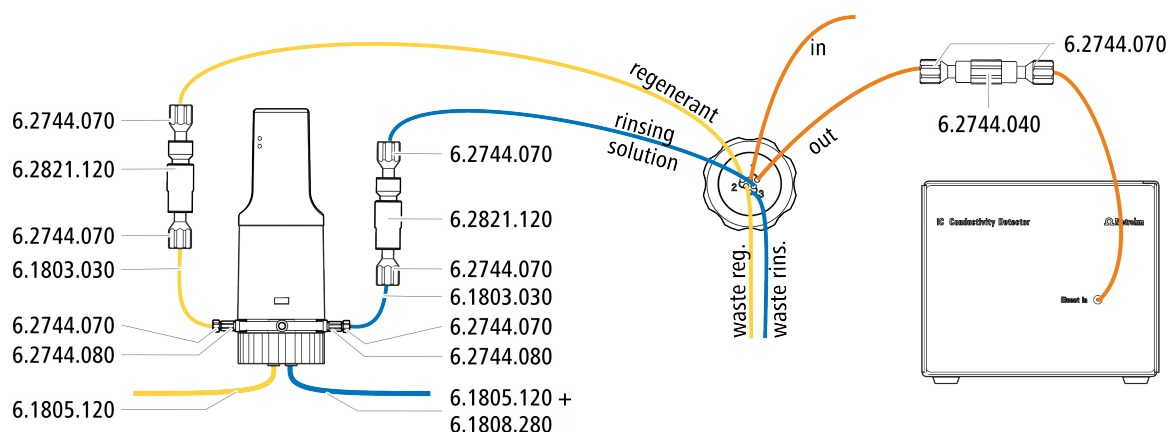 6.2744.070
6.2821.120
6.2744.070
6.1803.030
6.2744.070
6.2744.080
6.1805.120
6.2744.070
6.2821.120
6.2744.070
6.1803.030
6.2744.070
6.2744.080
6.1805.120 +
6.1808.280
regenerant
rinsing
solution
in
out
2
3
waste reg.
waste rins.
6.2744.070
6.2744.040
IC Conductivity Detector
Metrohm
Eluent in